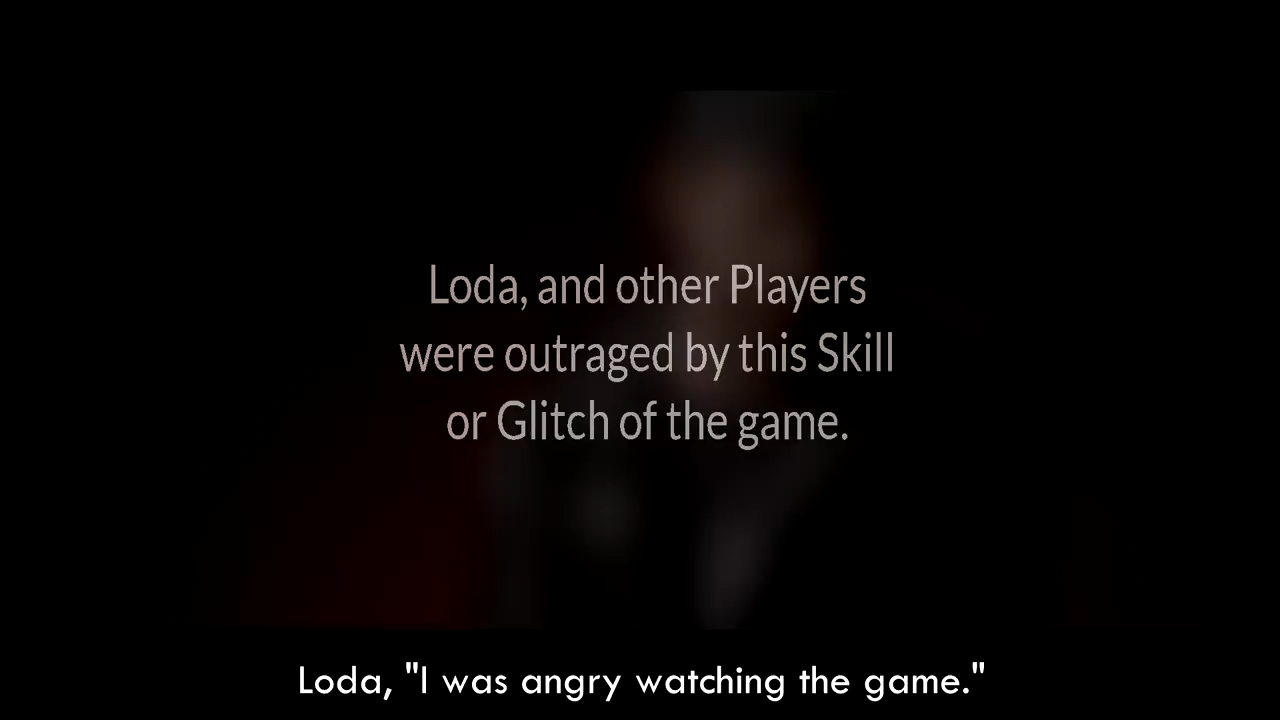 Loda, and other Players
were outraged by this Skill
or Glitch of the game.
Loda, "I was angry watching the game."